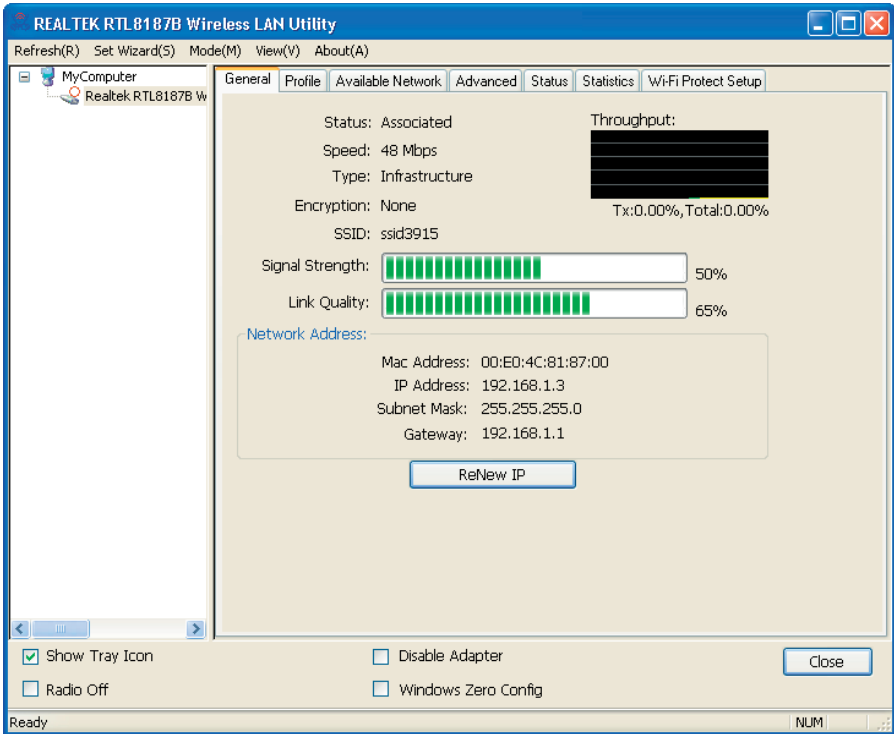 REALTEK RTL8187B Wireless LAN Utility
Refresh(R) Set Wizard(S) Mode(M) View(V) About(A)
MyComputer
Realtek RTL8187B W
General Profile Available Network Advanced Status Statistics Wi-Fi Protect Setup
Status: Associated
Speed: 48 Mbps
Type: Infrastructure
Encryption: None
SSID: ssid3915
Throughput:
Tx:0.00%, Total:0.00%
Signal Strength: 50%
Link Quality: 65%
Network Address:
Mac Address: 00:E0:4C:81:87:00
IP Address: 192.168.1.3
Subnet Mask: 255.255.255.0
Gateway: 192.168.1.1
ReNew IP
Show Tray Icon
Radio Off
Disable Adapter
Windows Zero Config
Close
Ready
NUM